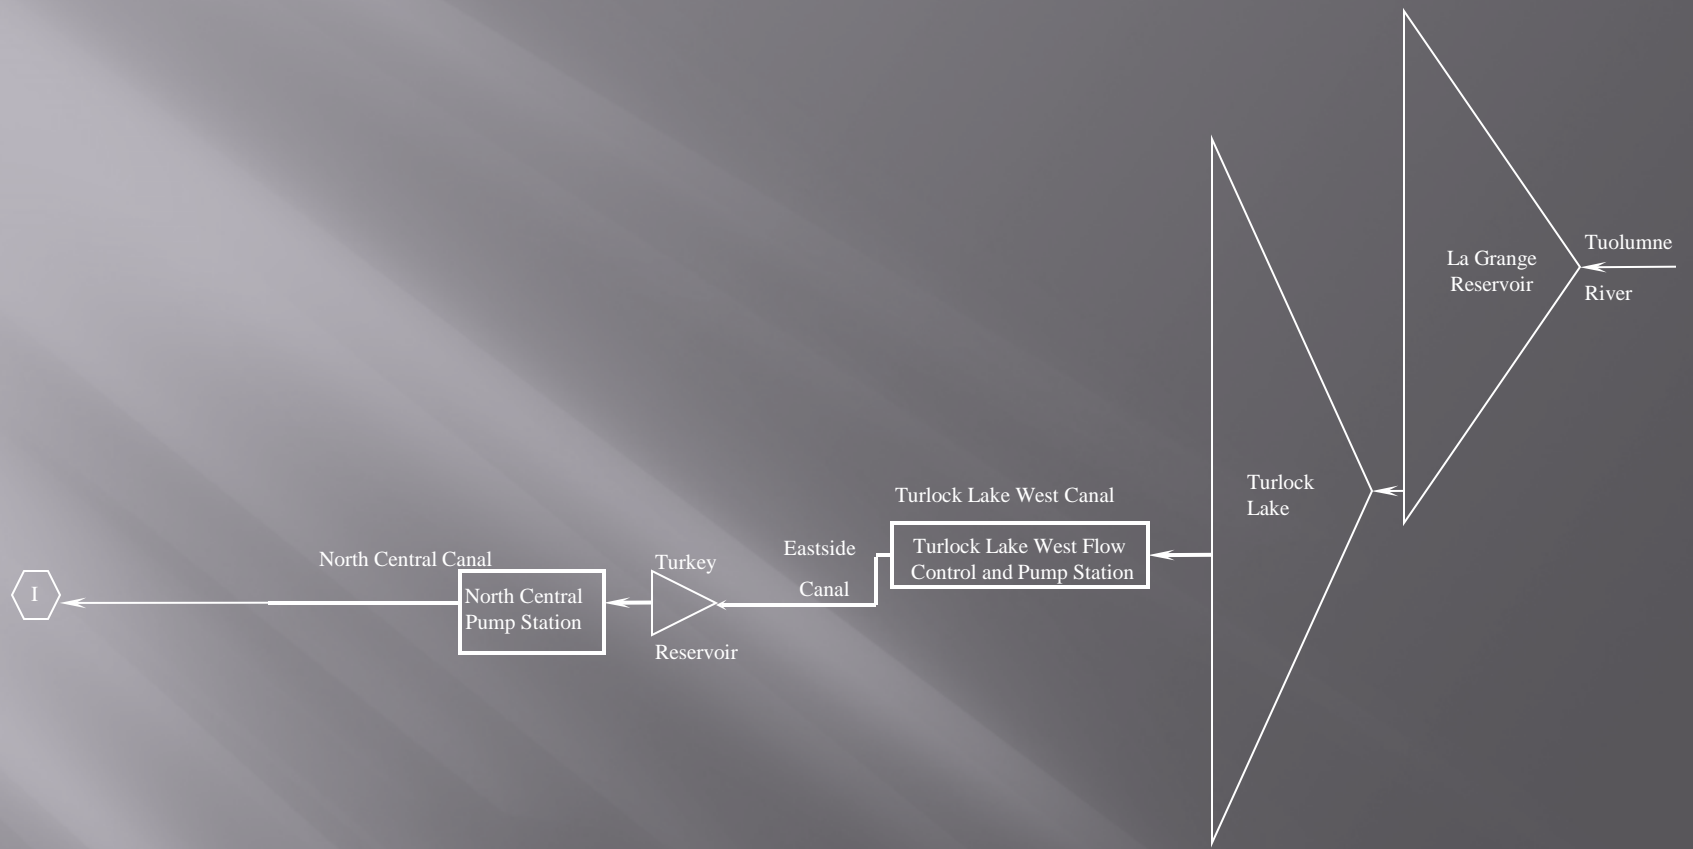 Tuolumne
River
La Grange
Reservoir
Turlock
Lake
Turlock Lake West Canal
Turlock Lake West Flow
Control and Pump Station
Eastside
Canal
Turkey
Reservoir
North Central Canal
North Central
Pump Station
I